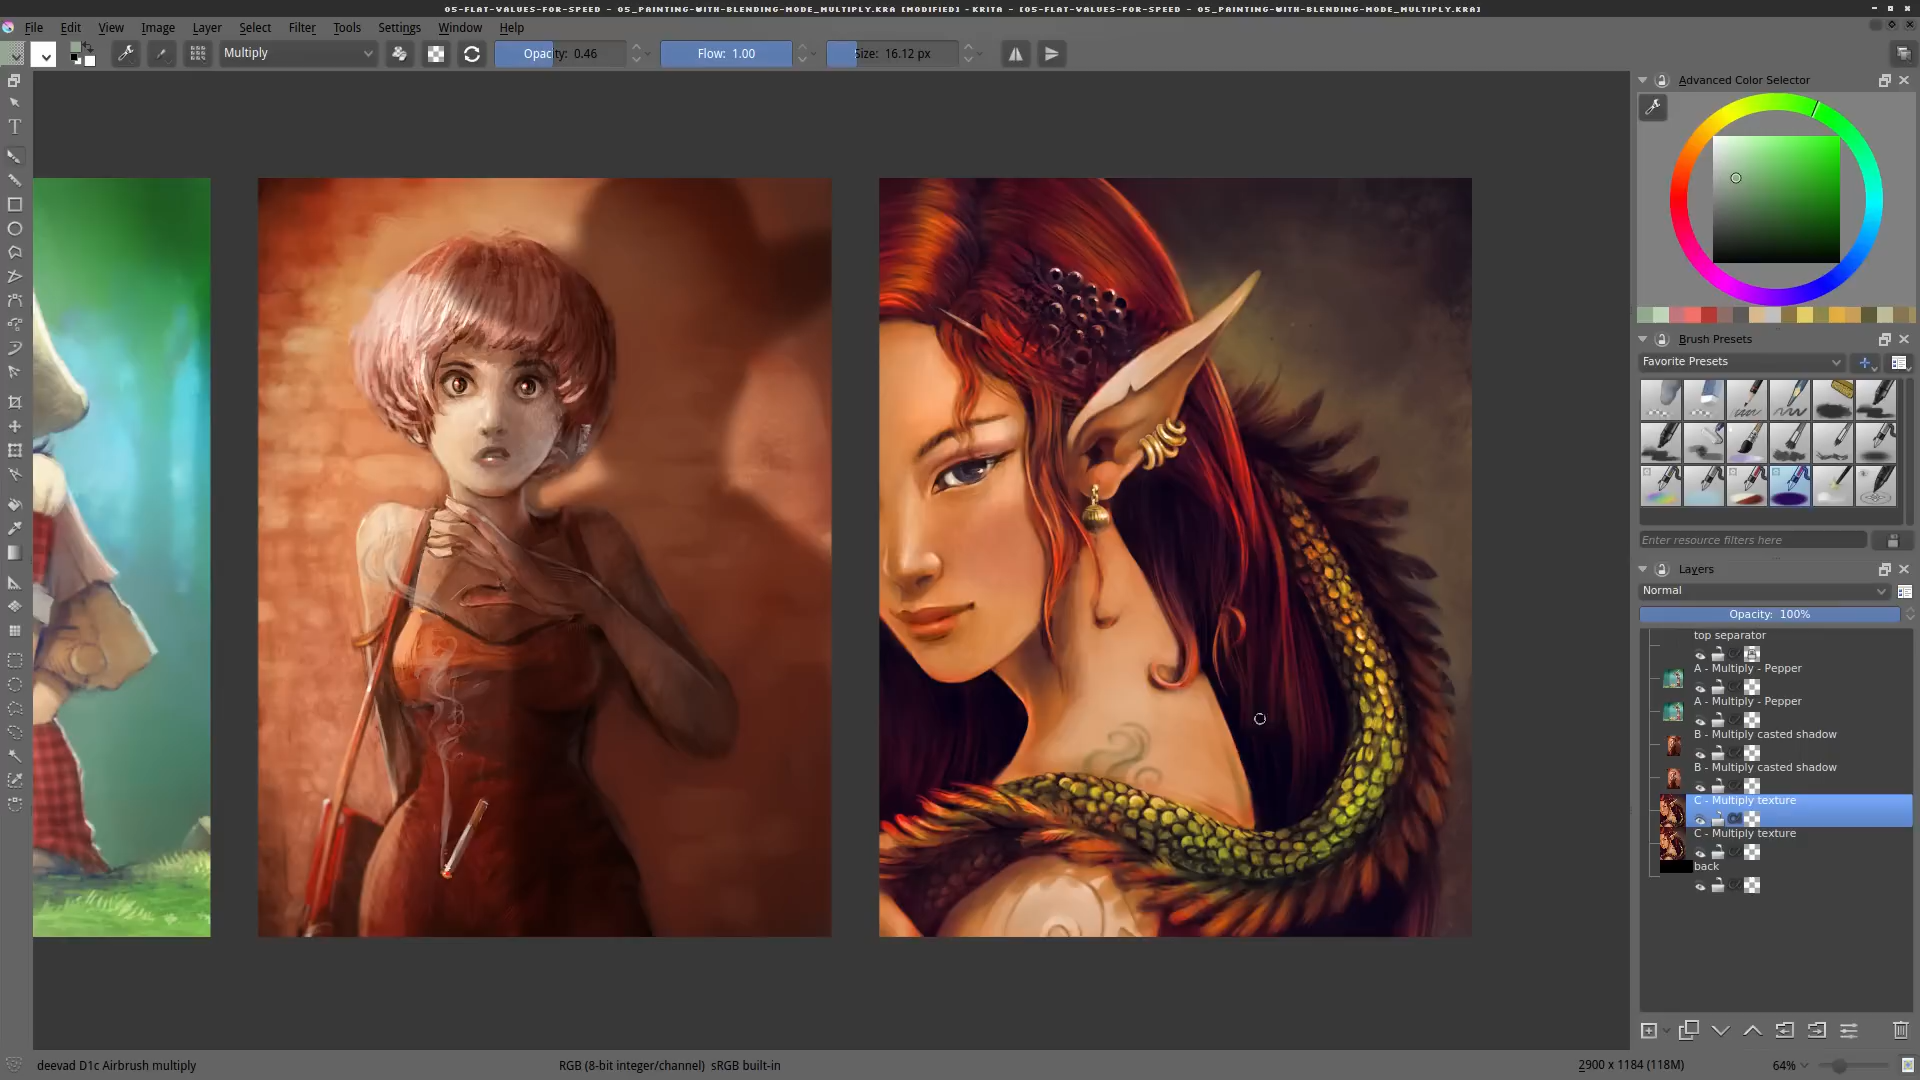 05-FLAT-VALUES-FOR-SPEED - 05_PAINTING-WITH-BLENDING-MODE_MULTIPLY.KRA [MODIFIED] - KRITA - [05-FLAT-VALUES-FOR-SPEED - 05_PAINTING-WITH-BLENDING-MODE_MULTIPLY.KRA]
File Edit View Image Layer Select Filter Tools Settings Window Help
Multiply Opacity: 0.46 Flow: 1.00 Size: 16.12 px
Advanced Color Selector
Brush Presets
Favorite Presets
Enter resource filters here
Layers
Normal
Opacity: 100%
top separator
A - Multiply - Pepper
A - Multiply - Pepper
B - Multiply casted shadow
B - Multiply casted shadow
C - Multiply texture
C - Multiply texture
back
deevad D1c Airbrush multiply RGB (8-bit integer/channel) sRGB built-in 2900 x 1184 (118M) 64%